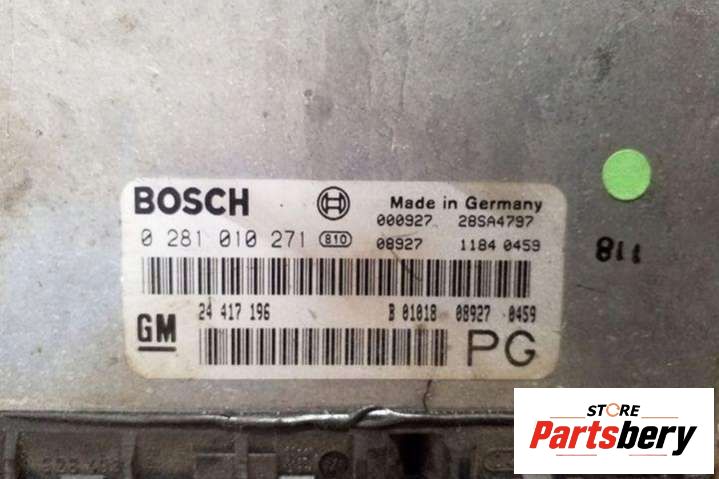 BOSCH
Made in Germany
000927 28SA4797
0 281 010 271 810 08927 1184 0459
811
24 417 196 B 01018 08927 0459
GM
PG
STORE
Partsbery